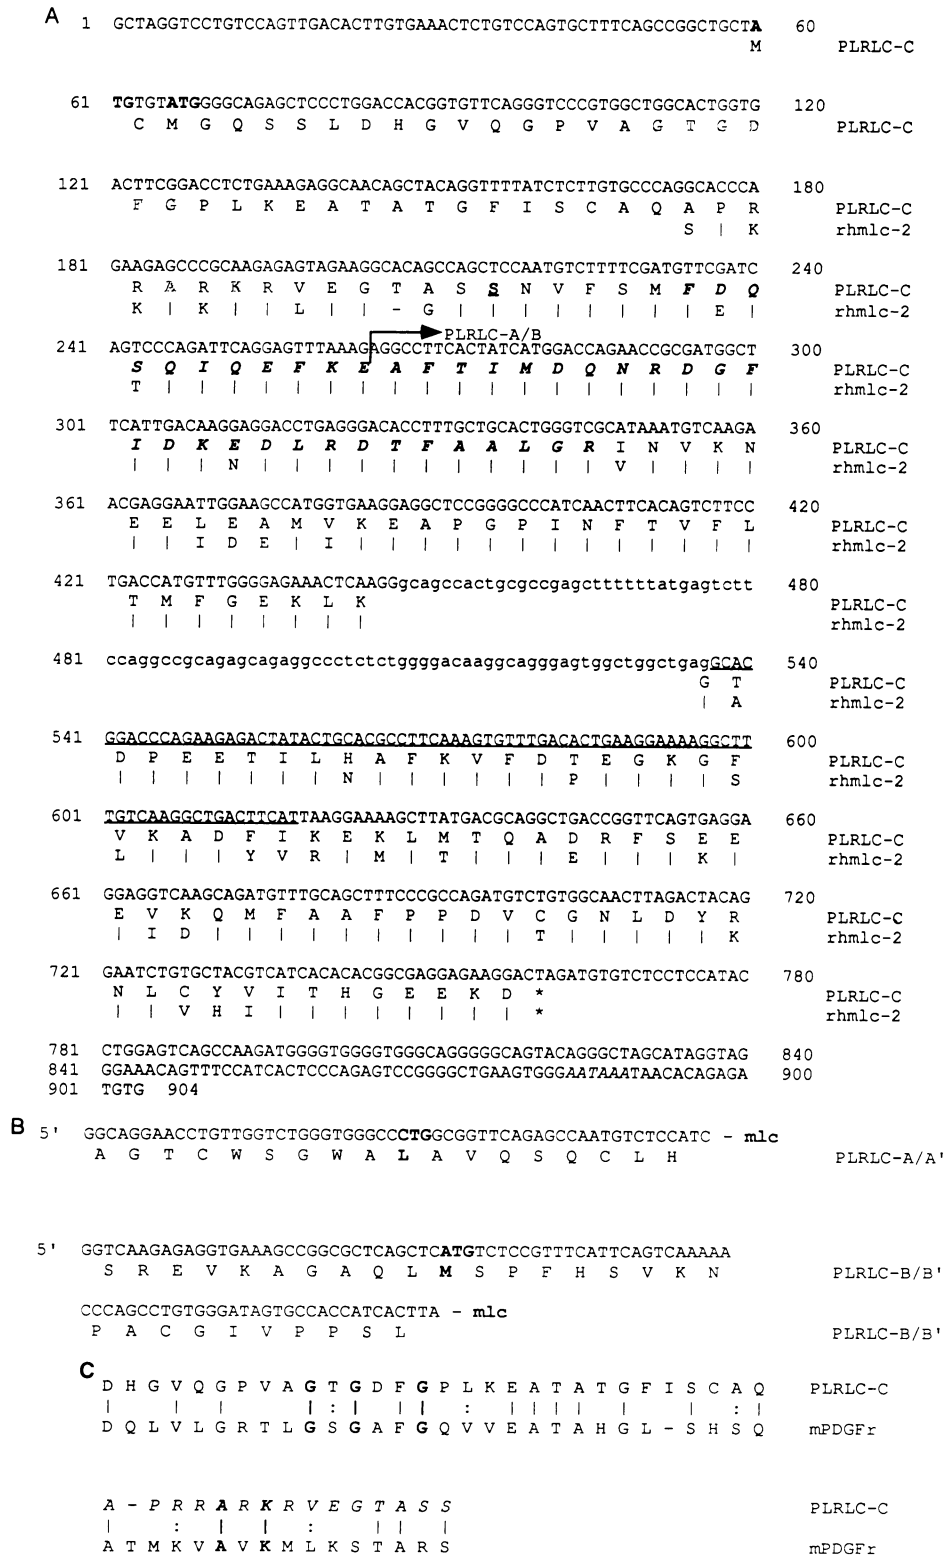 A 1 GCTAGGTCCTGTCCAGTTGACACTTGTGAAACTCTGTCCAGTGCTTTCAGCCGGCTGCTA 60
M PLRLC-C
61 TGTGTATGGGGCAGAGCTCCCTGGACCACGGTGTTCAGGGTCCCGTGGCTGGCACTGGTG 120
C M G Q S S L D H G V Q G P V A G T G D PLRLC-C
121 ACTTCGGACCTCTGAAAGAGGCAACAGCTACAGGTTTTATCTCTTGTGCCCAGGCACCCA 180
F G P L K E A T A T G F I S C A Q A P R PLRLC-C
S | K rhmlc-2
181 GAAGAGCCCGCAAGAGAGTAGAAGGCACAGCCAGCTCCAATGTCTTTTCGATGTTCGATC 240
R A R K R V E G T A S S N V F S M F D Q PLRLC-C
K | K | | L | | - G | | | | | | | | E | rhmlc-2
PLRLC-A/B
241 AGTCCCAGATTCAGGAGTTTAAAGAGGCCTTCACTATCATGGACCAGAACCGCGATGGCT 300
S Q I Q E F K E A F T I M D Q N R D G F PLRLC-C
T | | | | | | | | | | | | | | | | | | | rhmlc-2
301 TCATTGACAAGGAGGACCTGAGGGACACCTTTGCTGCACTGGGTCGCATAAATGTCAAGA 360
I D K E D L R D T F A A L G R I N V K N PLRLC-C
| | | N | | | | | | | | | | | V | | | | rhmlc-2
361 ACGAGGAATTGGAAGCCATGGTGAAGGAGGCTCCGGGGCCCATCAACTTCACAGTCTTCC 420
E E L E A M V K E A P G P I N F T V F L PLRLC-C
| | I D E | I | | | | | | | | | | | | | rhmlc-2
421 TGACCATGTTTGGGGAGAAACTCAAGGgcagccactgcgccgagcttttttatgagtctt 480
T M F G E K L K PLRLC-C
| | | | | | | | rhmlc-2
481 ccaggccgcagagcagaggccctctctggggacaaggcagggagtggctggctgagGCAC 540
G T PLRLC-C
| A rhmlc-2
541 GGACCCAGAAGAGACTATACTGCACGCCTTCAAAGTGTTTGACACTGAAGGAAAAGGCTT 600
D P E E T I L H A F K V F D T E G K G F PLRLC-C
| | | | | | | N | | | | | | P | | | | S rhmlc-2
601 TGTCAAGGCTGACTTCATTAAGGAAAAGCTTATGACGCAGGCTGACCGGTTCAGTGAGGA 660
V K A D F I K E K L M T Q A D R F S E E PLRLC-C
L | | | Y V R | M | T | | | E | | | K | rhmlc-2
661 GGAGGTCAAGCAGATGTTTGCAGCTTTCCCGCCAGATGTCTGTGGCAACTTAGACTACAG 720
E V K Q M F A A F P P D V C G N L D Y R PLRLC-C
| I D | | | | | | | | | | T | | | | | K rhmlc-2
721 GAATCTGTGCTACGTCATCACACACGGCGAGGAGAAGGACTAGATGTGTCTCCTCCATAC 780
N L C Y V I T H G E E K D * PLRLC-C
| | V H I | | | | | | | | * rhmlc-2
781 CTGGAGTCAGCCAAGATGGGGTGGGGTGGGCAGGGGGCAGTACAGGGCTAGCATAGGTAG 840
841 GGAAACAGTTTCCATCACTCCCAGAGTCCGGGGCTGAAGTGGGAATAAATAACACAGAGA 900
901 TGTG 904
B 5' GGCAGGAACCTGTTGGTCTGGGTGGGCCCTGGCGGTTCAGAGCCAATGTCTCCATC - mlc
A G T C W S G W A L A V Q S Q C L H PLRLC-A/A'
5' GGTCAAGAGAGGTGAAAGCCGGCGCTCAGCTCATGTCTCCGTTTCATTCAGTCAAAAA
S R E V K A G A Q L M S P F H S V K N PLRLC-B/B'
CCCAGCCTGTGGGATAGTGCCACCATCACTTA - mlc
P A C G I V P P S L PLRLC-B/B'
C D H G V Q G P V A G T G D F G P L K E A T A T G F I S C A Q PLRLC-C
| | | | : | | | : | | | | | : |
D Q L V L G R T L G S G A F G Q V V E A T A H G L - S H S Q mPDGFr
A - P R R A R K R V E G T A S S PLRLC-C
| : | | : | | |
A T M K V A V K M L K S T A R S mPDGFr